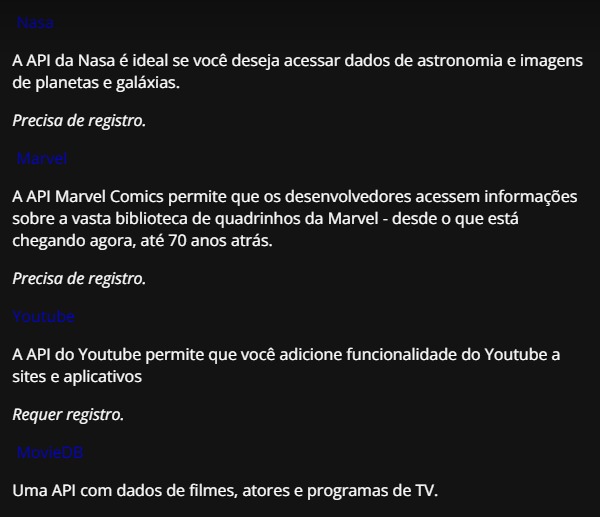 Nasa
A API da Nasa é ideal se você deseja acessar dados de astronomia e imagens
de planetas e galáxias.
Precisa de registro.
Marvel
A API Marvel Comics permite que os desenvolvedores acessem informações
sobre a vasta biblioteca de quadrinhos da Marvel - desde o que está
chegando agora, até 70 anos atrás.
Precisa de registro.
Youtube
A API do Youtube permite que você adicione funcionalidade do Youtube a
sites e aplicativos
Requer registro.
MovieDB
Uma API com dados de filmes, atores e programas de TV.